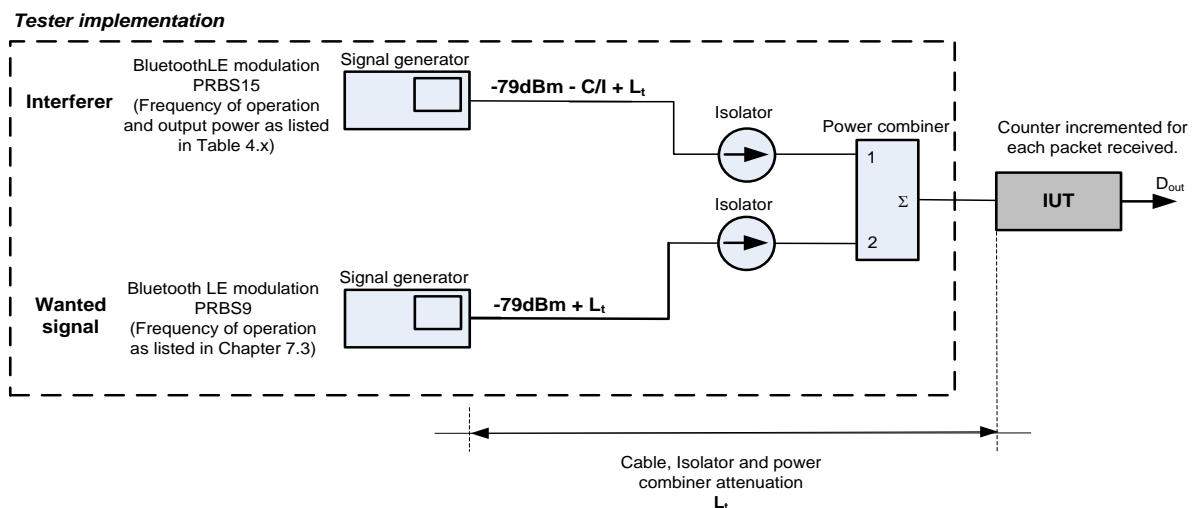 Tester implementation
Interferer
BluetoothLE modulation
PRBS15
(Frequency of operation
and output power as listed
in Table 4.x)
Signal generator
-79dBm - C/I + Lt
Isolator
Power combiner
1
2
Σ
Isolator
Counter incremented for
each packet received.
IUT
Dout
Wanted
signal
Bluetooth LE modulation
PRBS9
(Frequency of operation
as listed in Chapter 7.3)
Signal generator
-79dBm + Lt
Cable, Isolator and power
combiner attenuation
Lt